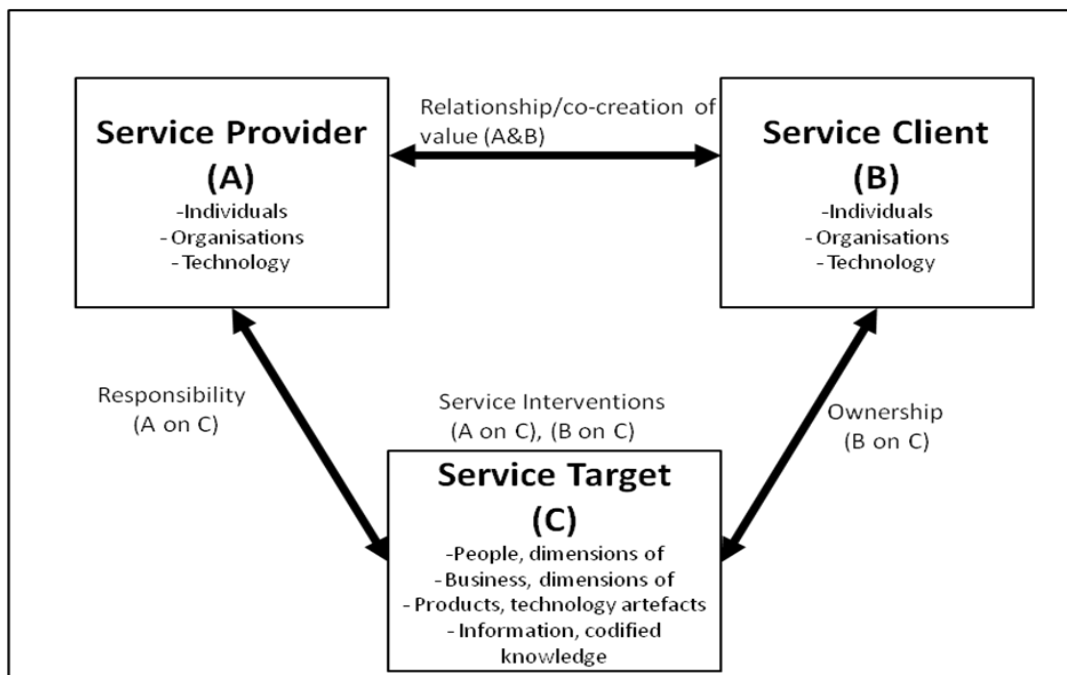 Relationship/co-creation of
value (A&B)
Service Provider
(A)
-Individuals
- Organisations
- Technology
Service Client
(B)
-Individuals
- Organisations
- Technology
Responsibility
(A on C)
Service Interventions
(A on C), (B on C)
Ownership
(B on C)
Service Target
(C)
-People, dimensions of
- Business, dimensions of
- Products, technology artefacts
- Information, codified
knowledge